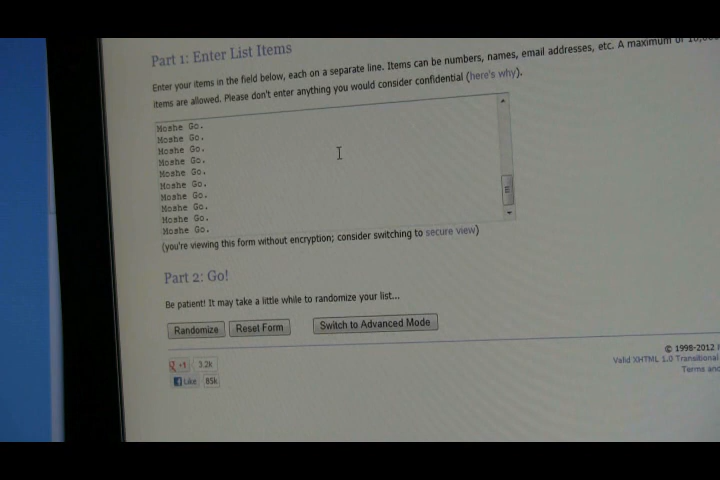 Part 1: Enter List Items
Enter your items in the field below, each on a separate line. Items can be numbers, names, email addresses, etc. A maximum of
items are allowed. Please don't enter anything you would consider confidential (here's why).
Moshe Go.
Moshe Go.
Moshe Go.
Moshe Go.
Moshe Go.
Moshe Go.
Moshe Go.
Moshe Go.
Moshe Go.
Moshe Go.
(you're viewing this form without encryption; consider switching to secure view)
Part 2: Go!
Be patient! It may take a little while to randomize your list...
Randomize Reset Form Switch to Advanced Mode
© 1998-2012
Valid XHTML 1.0 Transitional
Terms and
+1 3.2k
Like 85k